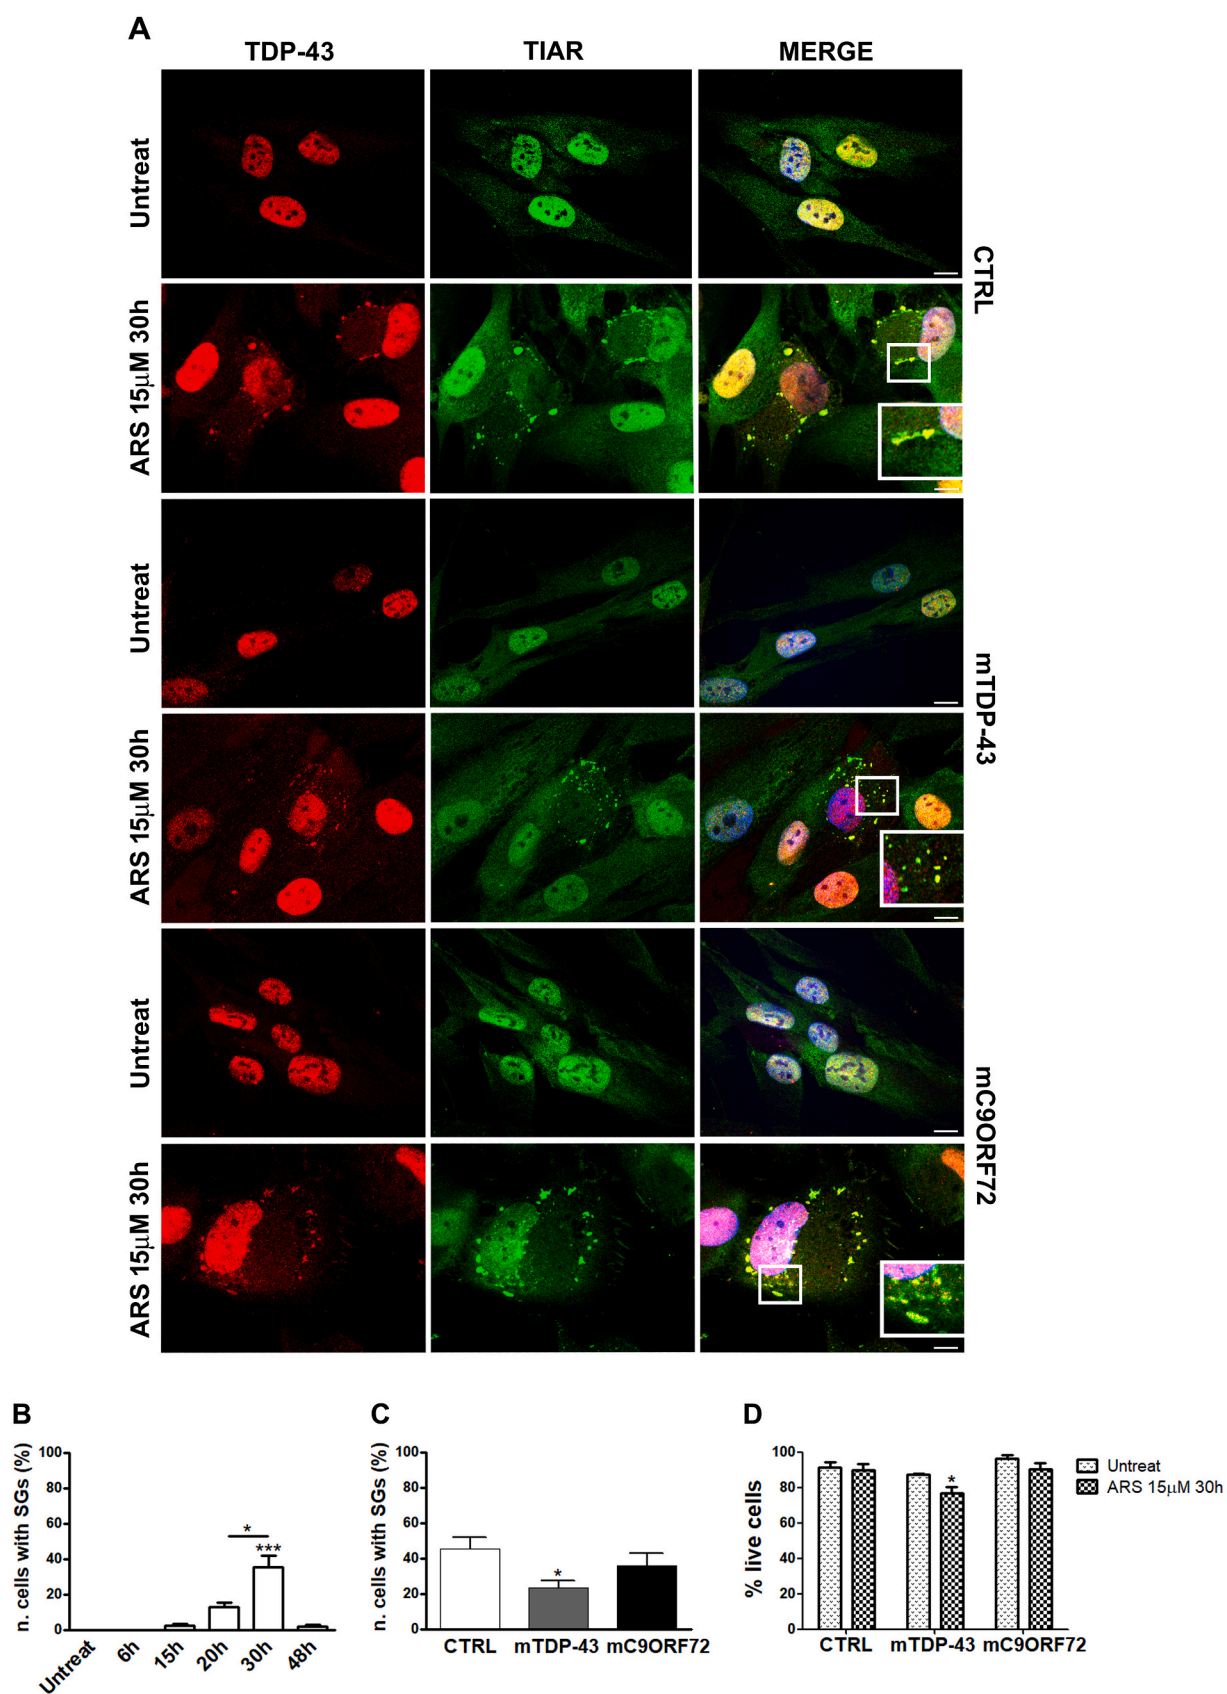 A
TDP-43 TIAR MERGE
Untreat
CTRL
ARS 15µM 30h
Untreat
mTDP-43
ARS 15µM 30h
Untreat
mC9ORF72
ARS 15µM 30h
B
n. cells with SGs (%)
100
80
60
40
20
0
*
***
Untreat 6h 15h 20h 30h 48h
C
n. cells with SGs (%)
100
80
60
40
20
0
*
CTRL mTDP-43 mC9ORF72
D
% live cells
100
80
60
40
20
0
*
CTRL mTDP-43 mC9ORF72
Untreat
ARS 15µM 30h